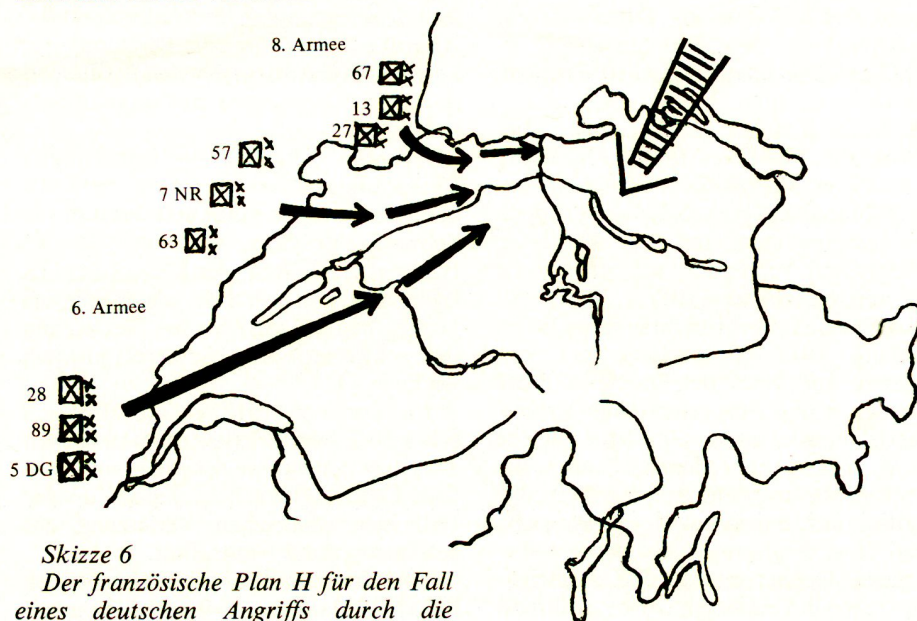 8. Armee
67
13
27
57
7 NR
63
6. Armee
28
89
5 DG
Skizze 6
Der französische Plan H für den Fall
eines deutschen Angriffs durch die